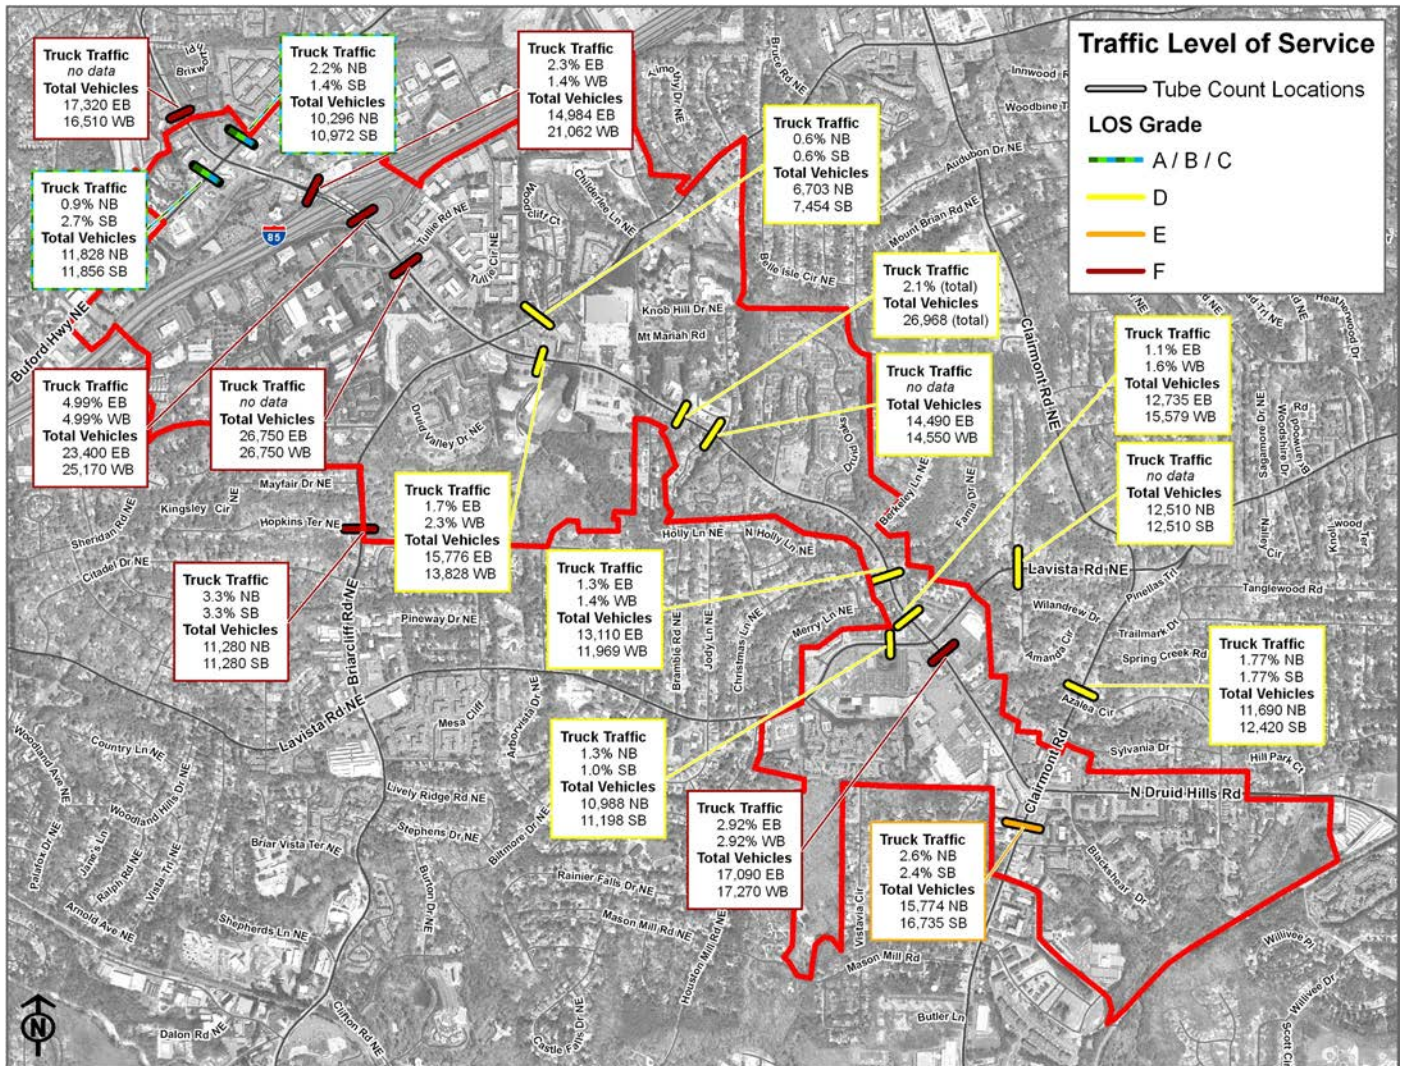 Traffic Level of Service
Tube Count Locations
LOS Grade
A / B / C
D
E
F
Truck Traffic
no data
Total Vehicles
17,320 EB
16,510 WB
Truck Traffic
2.2% NB
1.4% SB
Total Vehicles
10,296 NB
10,972 SB
Truck Traffic
2.3% EB
1.4% WB
Total Vehicles
14,984 EB
21,062 WB
Truck Traffic
0.6% NB
0.6% SB
Total Vehicles
6,703 NB
7,454 SB
Truck Traffic
0.9% NB
2.7% SB
Total Vehicles
11,828 NB
11,856 SB
Truck Traffic
2.1% (total)
Total Vehicles
26,968 (total)
Truck Traffic
1.1% EB
1.6% WB
Total Vehicles
12,735 EB
15,579 WB
Truck Traffic
no data
Total Vehicles
14,490 EB
14,550 WB
Truck Traffic
4.99% EB
4.99% WB
Total Vehicles
23,400 EB
25,170 WB
Truck Traffic
no data
Total Vehicles
26,750 EB
26,750 WB
Truck Traffic
no data
Total Vehicles
12,510 NB
12,510 SB
Truck Traffic
1.7% EB
2.3% WB
Total Vehicles
15,776 EB
13,828 WB
Truck Traffic
3.3% NB
3.3% SB
Total Vehicles
11,280 NB
11,280 SB
Truck Traffic
1.3% EB
1.4% WB
Total Vehicles
13,110 EB
11,969 WB
Truck Traffic
1.77% NB
1.77% SB
Total Vehicles
11,690 NB
12,420 SB
Truck Traffic
1.3% NB
1.0% SB
Total Vehicles
10,988 NB
11,198 SB
Truck Traffic
2.92% EB
2.92% WB
Total Vehicles
17,090 EB
17,270 WB
Truck Traffic
2.6% NB
2.4% SB
Total Vehicles
15,774 NB
16,735 SB
Timothy Dr NE
Bruce Rd NE
Audubon Dr NE
Mount Brian Rd NE
Belle Isle Cir NE
Childerlee Ln NE
Woodcliff Ct
Tullie Rd NE
Tullie Cir NE
85
Buford Hwy NE
Knob Hill Dr NE
Mt Mariah Rd
Clairmont Rd NE
Heatherwood Dr
Sagamore Dr NE
Woodshire Dr
Briarwood Rd
Druid Valley Dr NE
Druid Oaks
Berkeley Ln NE
Fama Dr NE
Mayfair Dr NE
Kingsley Cir NE
Hopkins Ter NE
Sheridan Rd NE
Citadel Dr NE
Holly Ln NE
N Holly Ln NE
Lavista Rd NE
Pinellas Trl
Nalley Cir
Knollwood Ter
Tanglewood Rd
Wilandrew Dr
Trailmark Dr
Amanda Cir
Spring Creek Rd
Azalea Cir
Sylvania Dr
Hill Park Ct
Pineway Dr NE
Briarcliff Rd NE
Bramble Rd NE
Jody Ln NE
Christmas Ln NE
Merry Ln NE
Lavista Rd NE
Mesa Cliff
Arborvista Dr NE
Clairmont Rd
N Druid Hills Rd
Woodland Ave NE
Country Ln NE
Woodland Hills Dr NE
Lively Ridge Rd NE
Stephens Dr NE
Biltmore Dr NE
Palafox Dr NE
Jane's Ln
Ralph Rd NE
Vista Trl NE
Briar Vista Ter NE
Burton Dr NE
Rainier Falls Dr NE
Mason Mill Rd NE
Houston Mill Rd NE
Vistavia Cir
Mason Mill Rd
Blackshear Dr
Arnold Ave NE
Shepherds Ln NE
Willivee Pl
Willivee Dr
Butler Ln
Dalon Rd NE
Clifton Rd NE
Castle Falls Dr NE
N